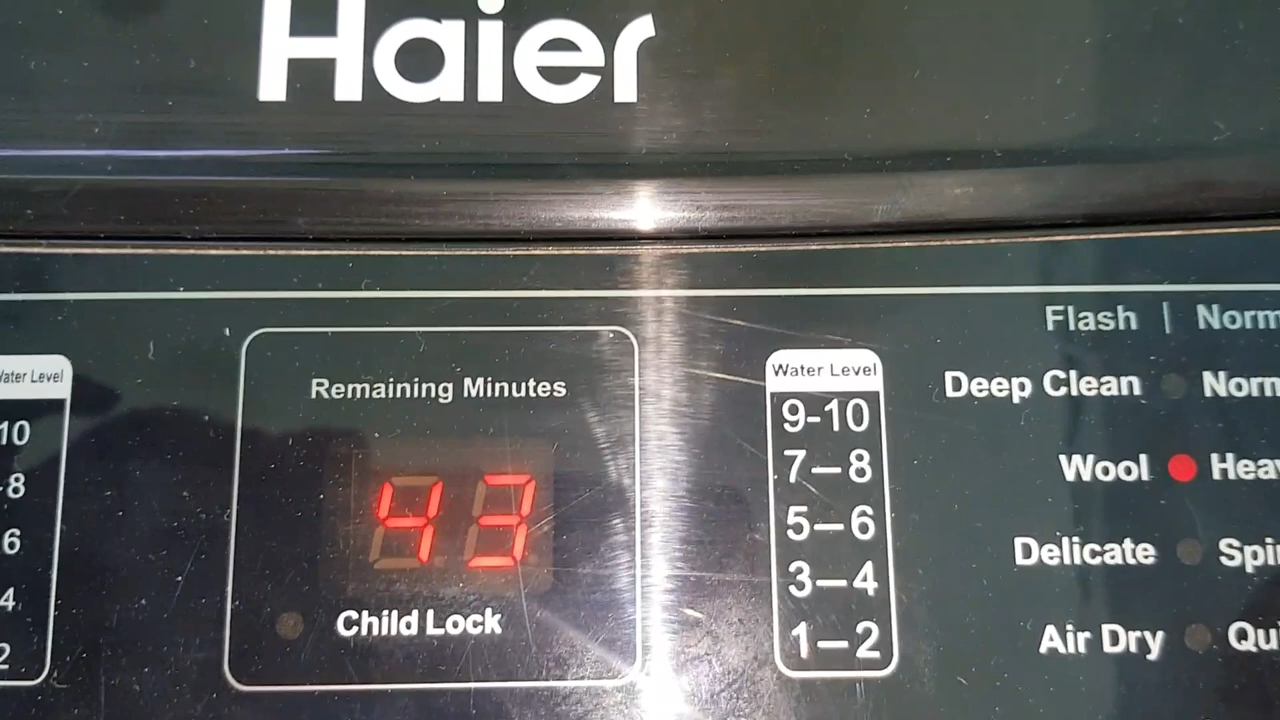 Haier
Water Level
10
-8
6
4
2
Remaining Minutes
43
Child Lock
Water Level
9-10
7–8
5–6
3–4
1–2
Flash |
Deep Clean
Wool
Delicate
Air Dry